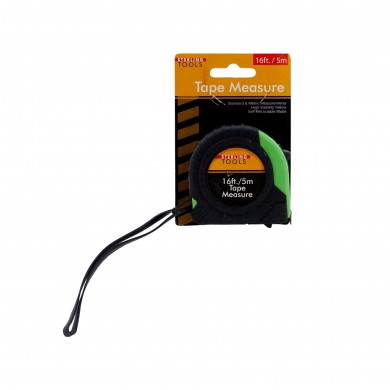 STERLING
TOOLS
16ft. / 5m
Tape Measure
Standard & Metric Measurements
High Visibility Yellow
Self Retractable Blade
STERLING
TOOLS
16ft./5m
Tape
Measure